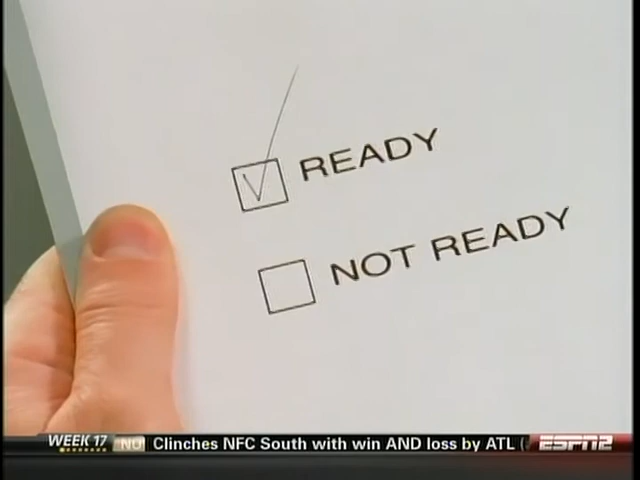 READY
NOT READY
WEEK 17 NO Clinches NFC South with win AND loss by ATL ( ESPN2